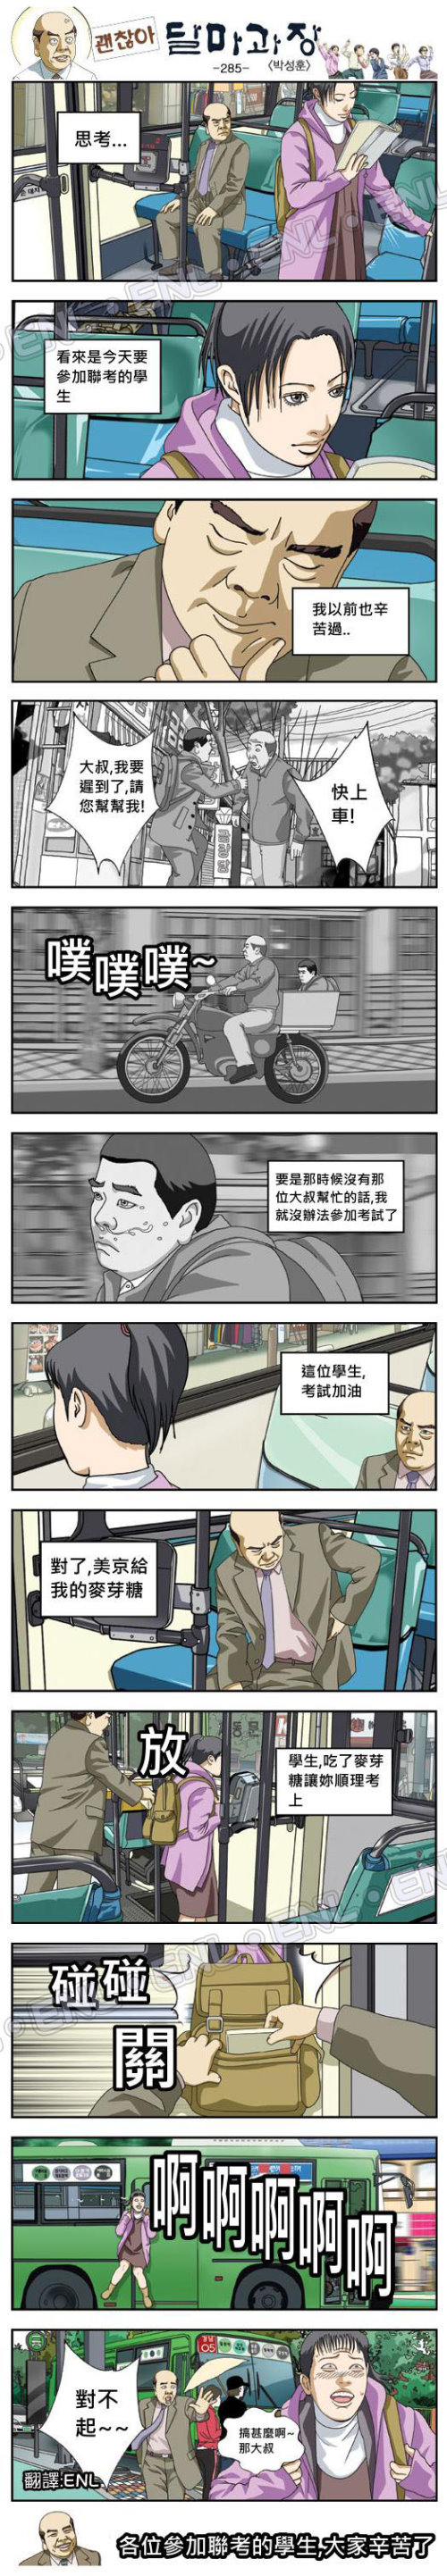 괜찮아 달마과장
-285-
〈박성훈〉
思考...
看來是今天要
參加聯考的學
生
我以前也辛
苦過..
大叔,我要
遲到了,請
您幫幫我!
快上
車!
噗噗噗~
要是那時候沒有那
位大叔幫忙的話,我
就沒辦法參加考試了
這位學生,
考試加油
對了,美京給
我的麥芽糖
放
學生,吃了麥芽
糖讓妳順理考
上
碰碰
關
啊啊啊啊啊
05
對不
起~~
搞甚麼啊~
那大叔
翻譯:ENL
各位參加聯考的學生,大家辛苦了